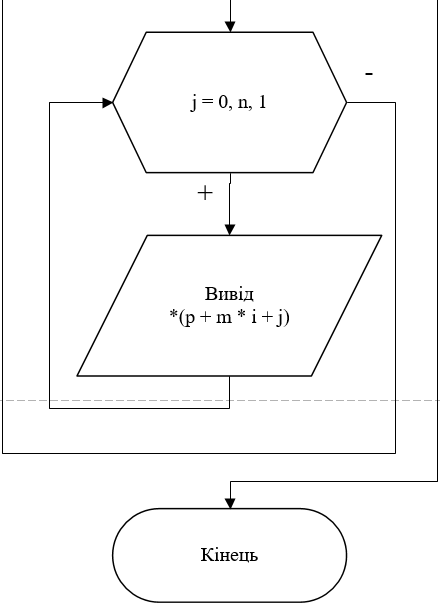 -
j = 0, n, 1
+
Вивід
*(p + m * i + j)
Кінець